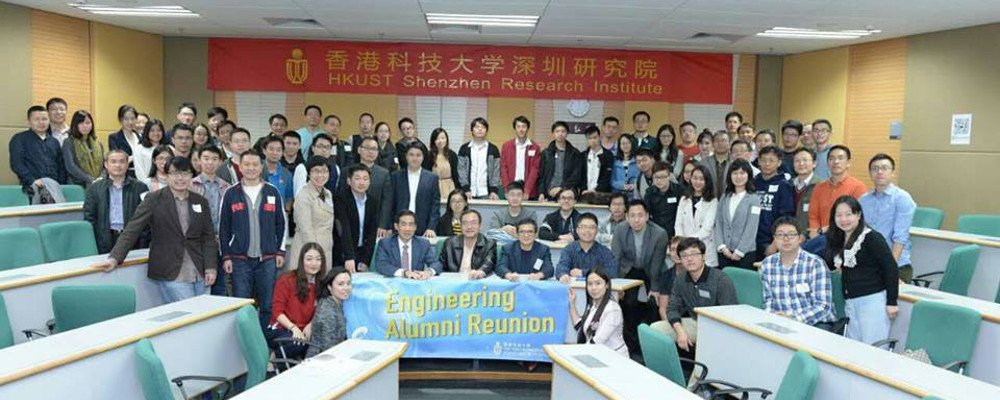 香港科技大学深圳研究院
HKUST Shenzhen Research Institute
Engineering
Alumni Reunion